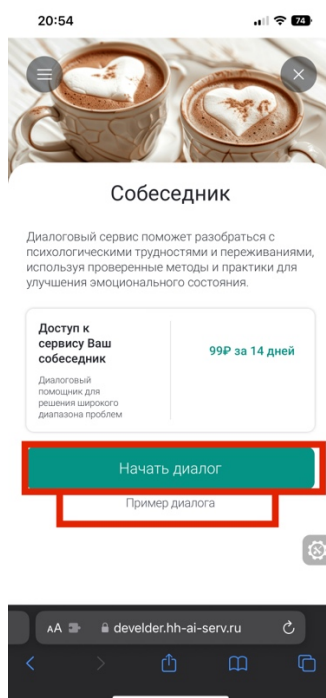 20:54
74
Собеседник
Диалоговый сервис поможет разобраться с
психологическими трудностями и переживаниями,
используя проверенные методы и практики для
улучшения эмоционального состояния.
Доступ к
сервису Ваш
собеседник
99₽ за 14 дней
Диалоговый
помощник для
решения широкого
диапазона проблем
Начать диалог
Пример диалога
AA
develder.hh-ai-serv.ru